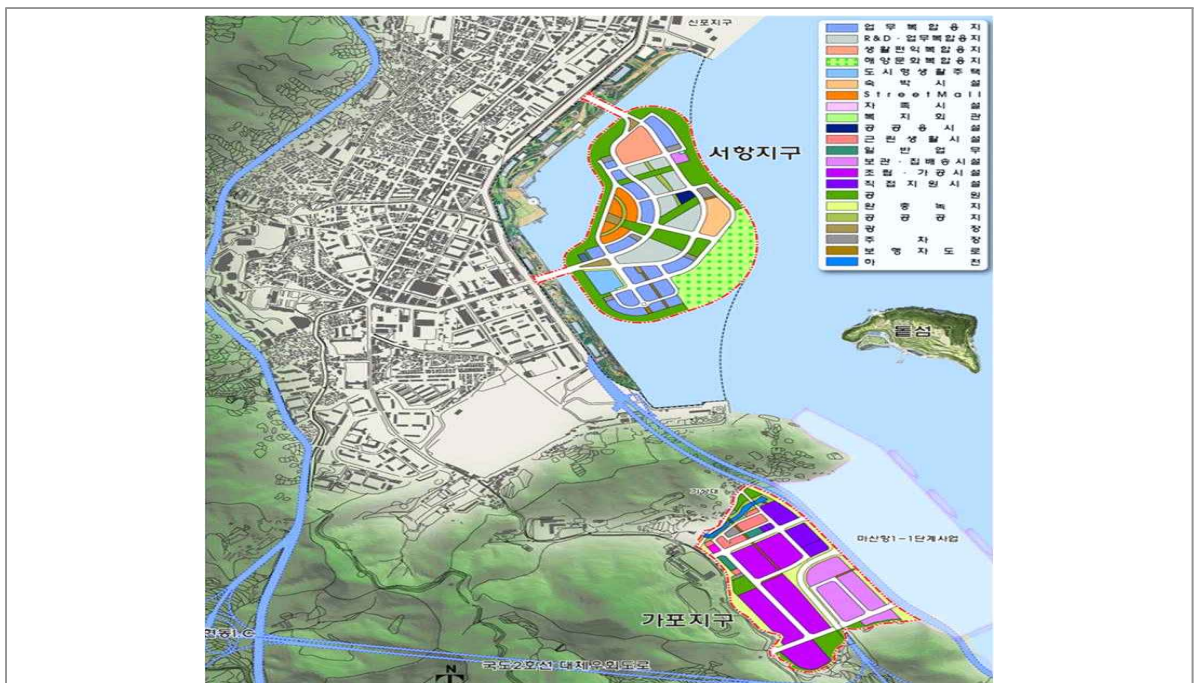 신포지구
업무복합용지
R&D·업무복합용지
생활편익복합용지
해양문화복합용지
도시형생활주택
숙박시설
StreetMall
자족시설
복지회관
공공용시설
근린생활시설
일반업무
보관·집배송시설
조립·가공시설
직접지원시설
공원
완충녹지
공공공지
광장
주차장
보행자도로
하천
서항지구
돝섬
마산항1-1단계사업
가포지구
현동I.C
국도2호선 대체우회도로
N